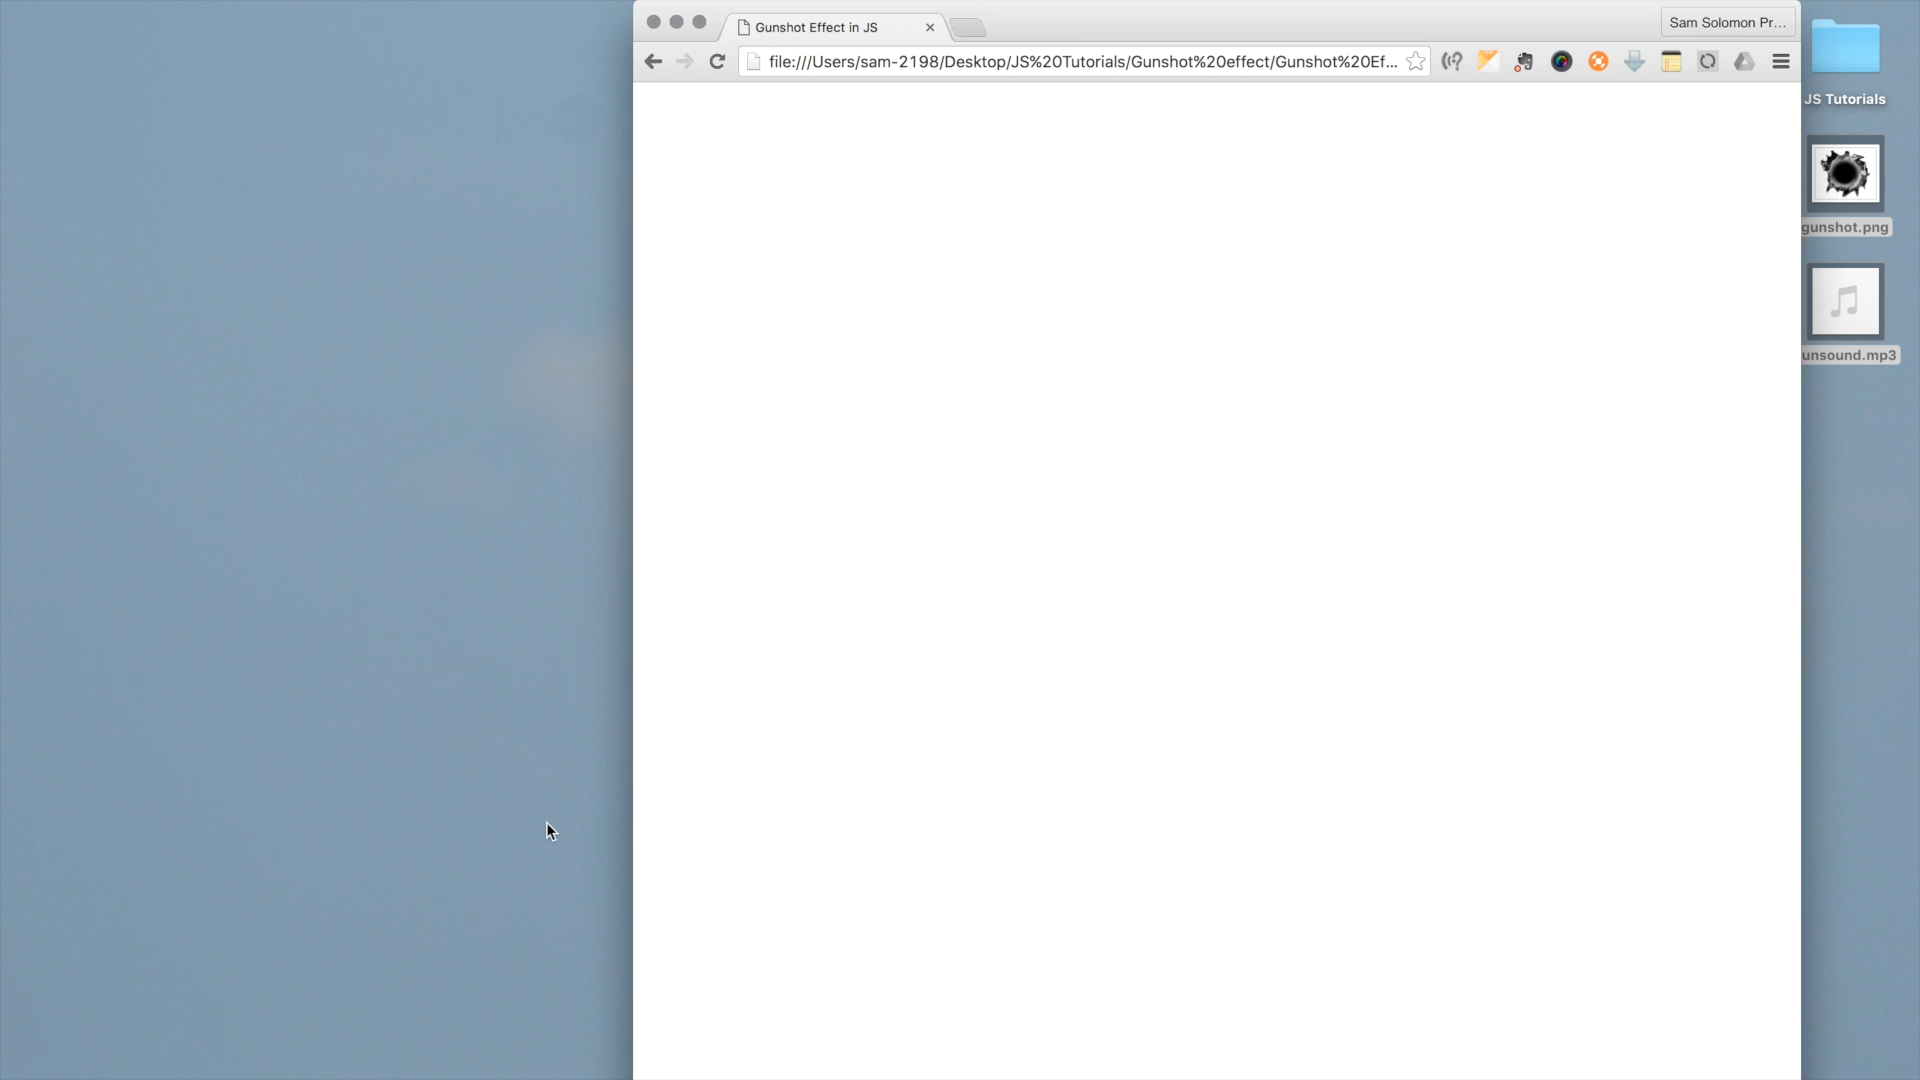 Gunshot Effect in JS
Sam Solomon Pr...
file:///Users/sam-2198/Desktop/JS%20Tutorials/Gunshot%20effect/Gunshot%20Ef...
JS Tutorials
gunshot.png
unsound.mp3